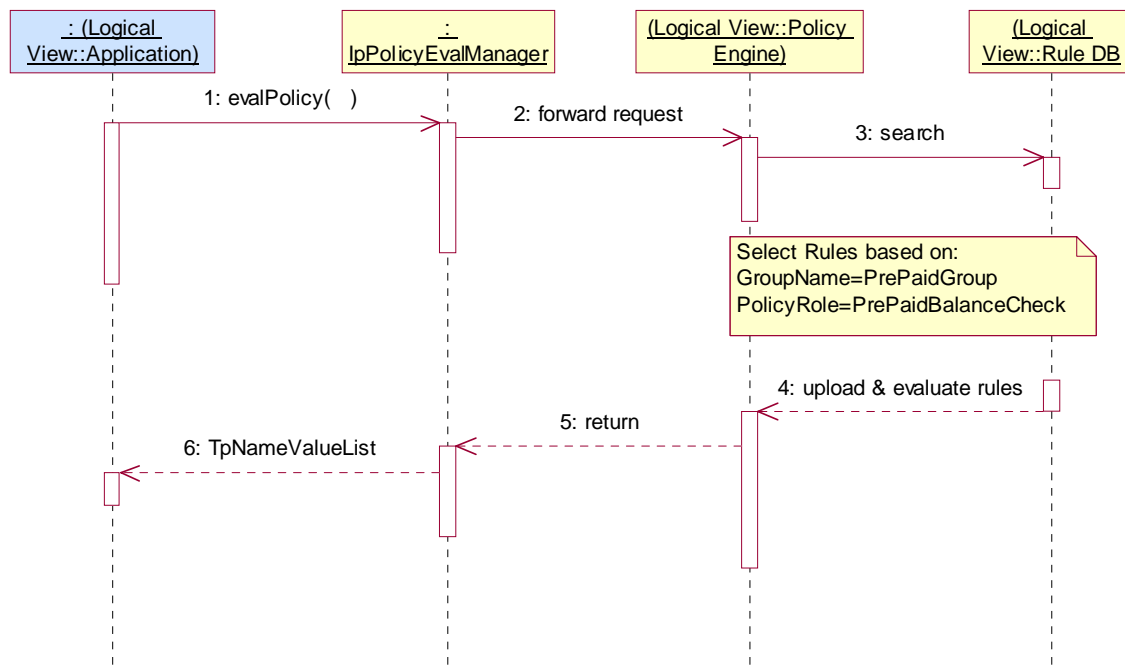 : (Logical
View::Application)
:
IpPolicyEvalManager
(Logical View::Policy
Engine)
(Logical
View::Rule DB
1: evalPolicy( )
2: forward request
3: search
Select Rules based on:
GroupName=PrePaidGroup
PolicyRole=PrePaidBalanceCheck
4: upload & evaluate rules
5: return
6: TpNameValueList